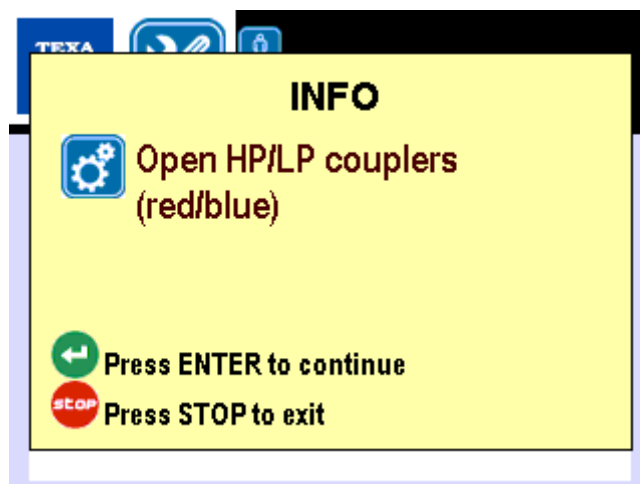 TEXA
INFO
Open HP/LP couplers
(red/blue)
Press ENTER to continue
STOP
Press STOP to exit